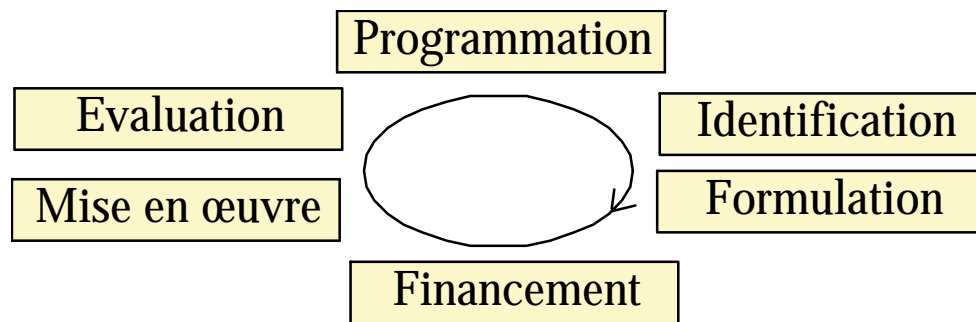 Programmation
Evaluation
Identification
Mise en œuvre
Formulation
Financement